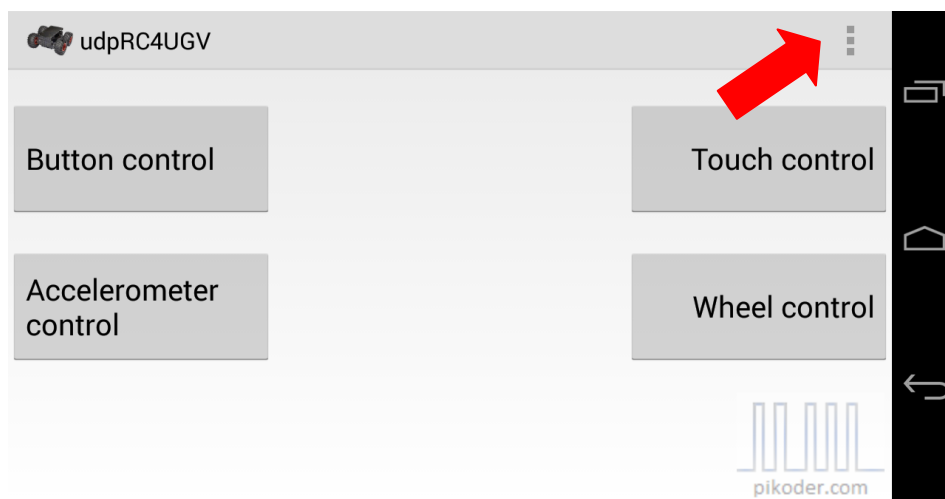 udpRC4UGV
Button control
Touch control
Accelerometer
control
Wheel control
pikoder.com